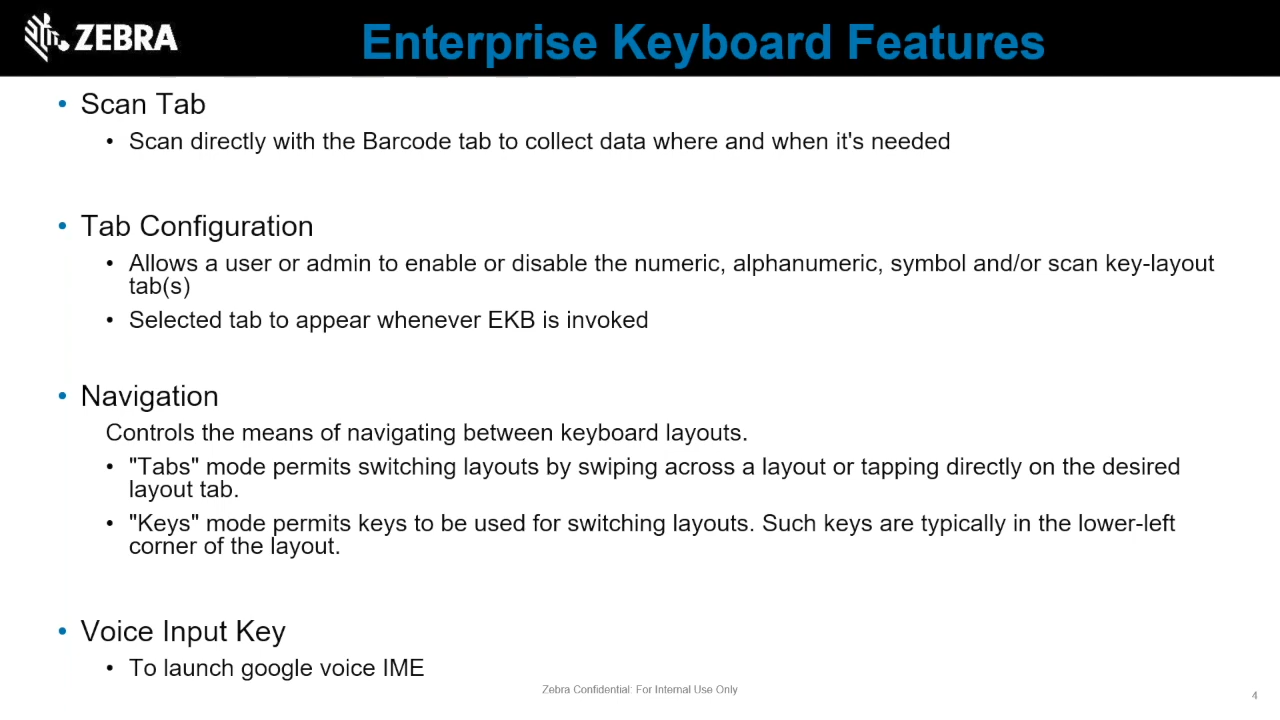 ZEBRA
Enterprise Keyboard Features
• Scan Tab
• Scan directly with the Barcode tab to collect data where and when it's needed
• Tab Configuration
• Allows a user or admin to enable or disable the numeric, alphanumeric, symbol and/or scan key-layout
tab(s)
• Selected tab to appear whenever EKB is invoked
• Navigation
Controls the means of navigating between keyboard layouts.
• "Tabs" mode permits switching layouts by swiping across a layout or tapping directly on the desired
layout tab.
• "Keys" mode permits keys to be used for switching layouts. Such keys are typically in the lower-left
corner of the layout.
• Voice Input Key
• To launch google voice IME
Zebra Confidential: For Internal Use Only
4